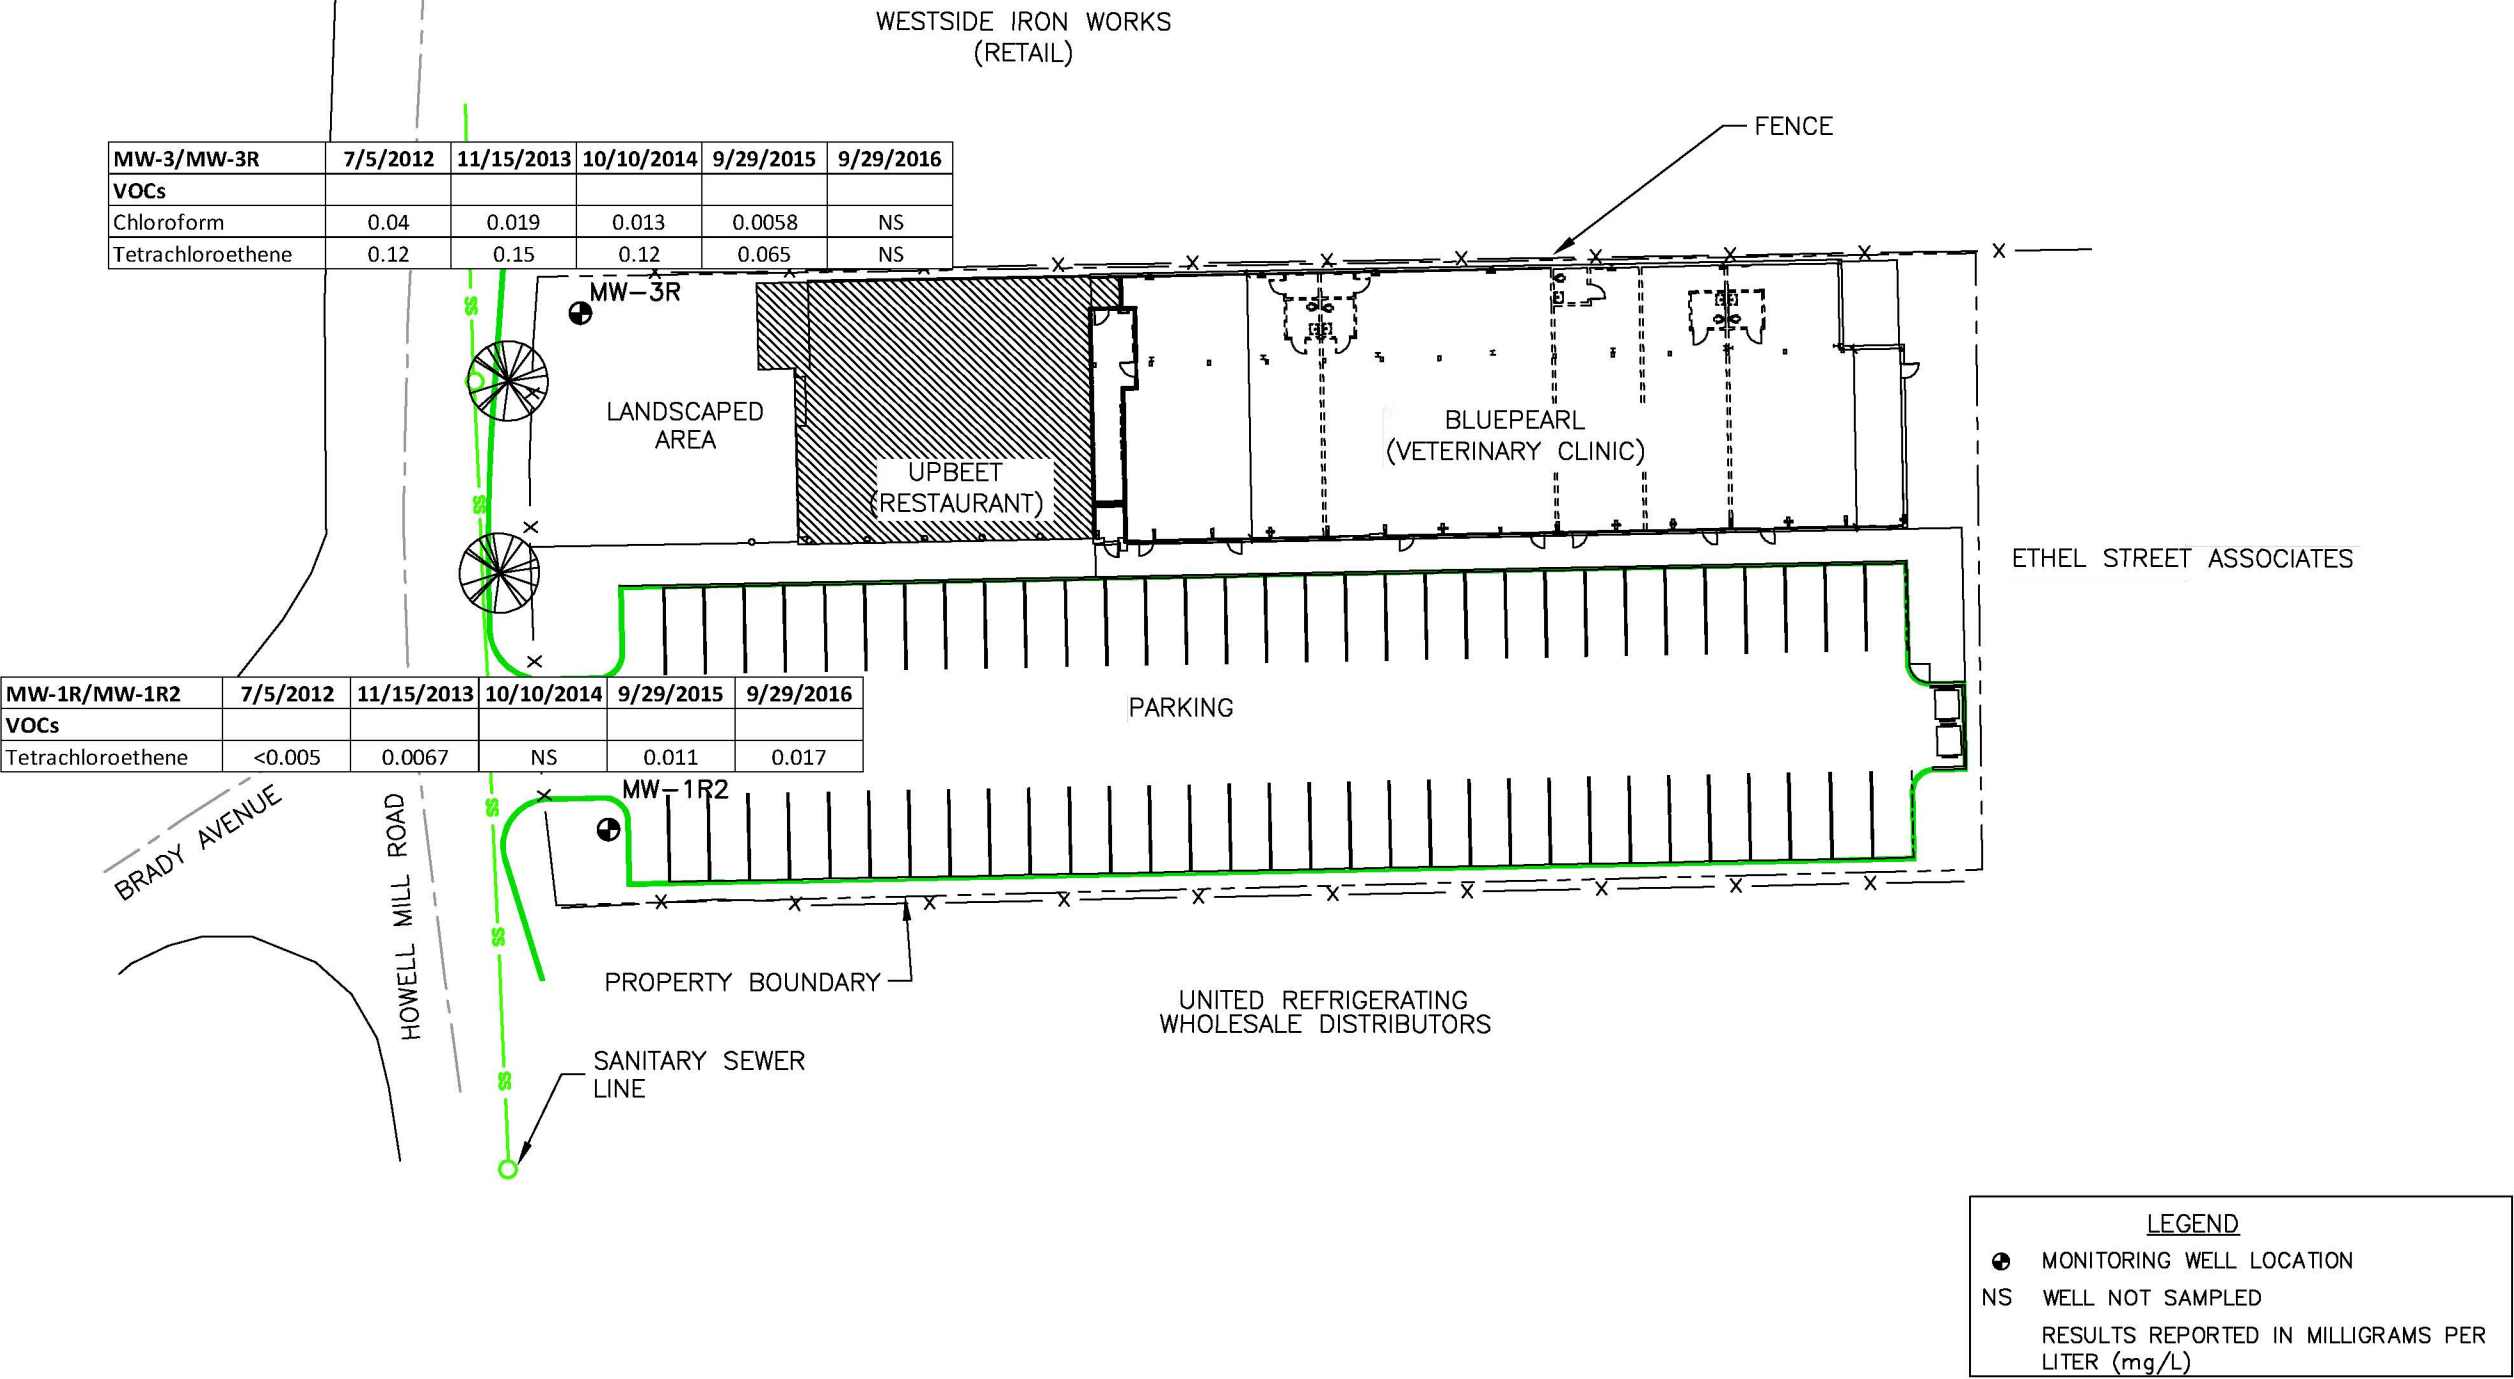 WESTSIDE IRON WORKS
(RETAIL)
FENCE
MW-3/MW-3R 7/5/2012 11/15/2013 10/10/2014 9/29/2015 9/29/2016
VOCs
Chloroform 0.04 0.019 0.013 0.0058 NS
Tetrachloroethene 0.12 0.15 0.12 0.065 NS
MW-3R
SS
LANDSCAPED
AREA
UPBEET
(RESTAURANT)
BLUEPEARL
(VETERINARY CLINIC)
SS
ETHEL STREET ASSOCIATES
MW-1R/MW-1R2 7/5/2012 11/15/2013 10/10/2014 9/29/2015 9/29/2016
VOCs
Tetrachloroethene <0.005 0.0067 NS 0.011 0.017
PARKING
MW-1R2
SS
BRADY AVENUE
HOWELL MILL ROAD
SS
PROPERTY BOUNDARY
UNITED REFRIGERATING
WHOLESALE DISTRIBUTORS
SANITARY SEWER
LINE
SS
LEGEND
MONITORING WELL LOCATION
NS WELL NOT SAMPLED
RESULTS REPORTED IN MILLIGRAMS PER
LITER (mg/L)